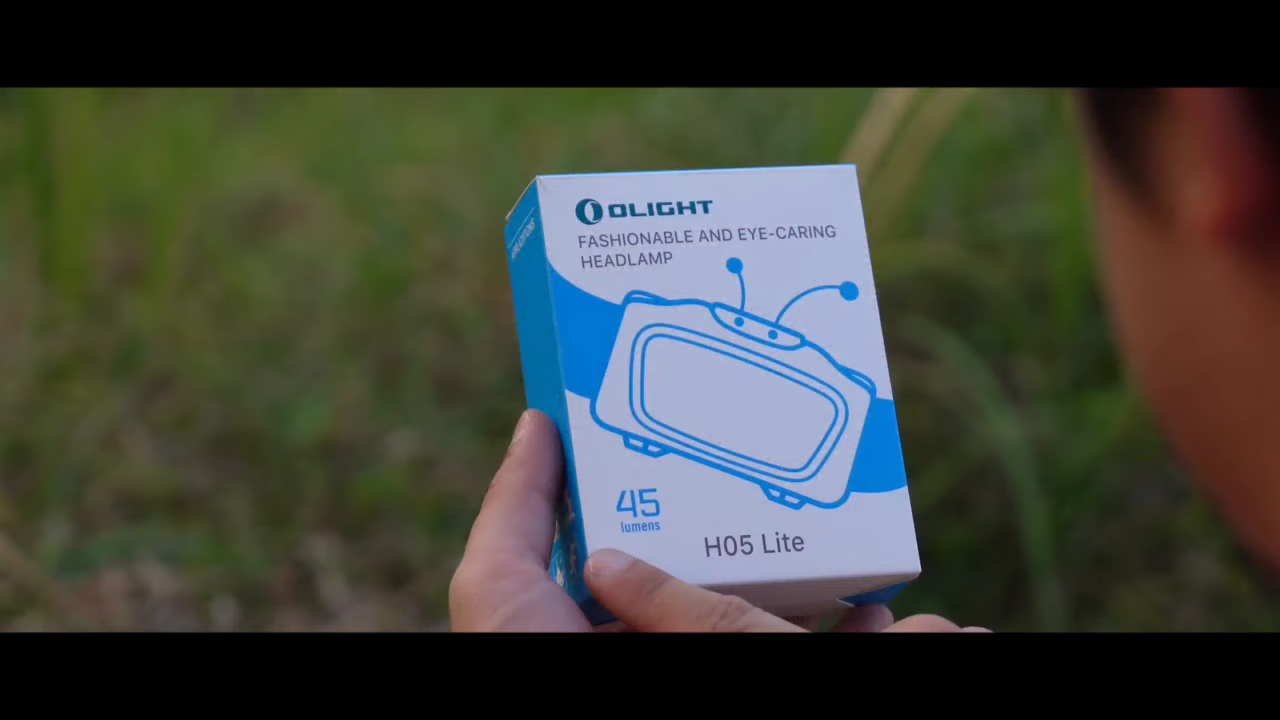 OLIGHT
FASHIONABLE AND EYE-CARING
HEADLAMP
45
lumens
H05 Lite